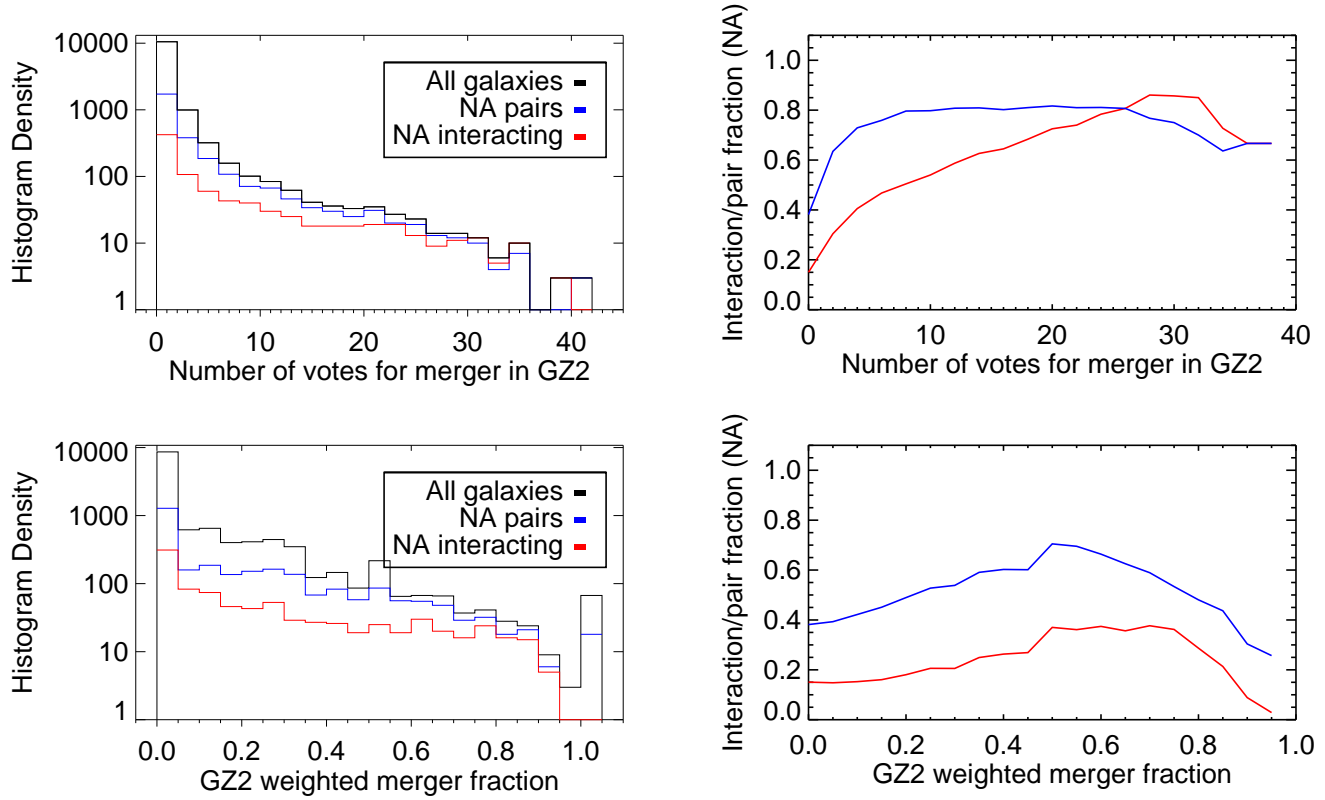 10000
1000
100
10
1
Histogram Density
All galaxies
NA pairs
NA interacting
0 10 20 30 40
Number of votes for merger in GZ2
1.0
0.8
0.6
0.4
0.2
0.0
Interaction/pair fraction (NA)
0 10 20 30 40
Number of votes for merger in GZ2
10000
1000
100
10
1
Histogram Density
All galaxies
NA pairs
NA interacting
0.0 0.2 0.4 0.6 0.8 1.0
GZ2 weighted merger fraction
1.0
0.8
0.6
0.4
0.2
0.0
Interaction/pair fraction (NA)
0.0 0.2 0.4 0.6 0.8 1.0
GZ2 weighted merger fraction